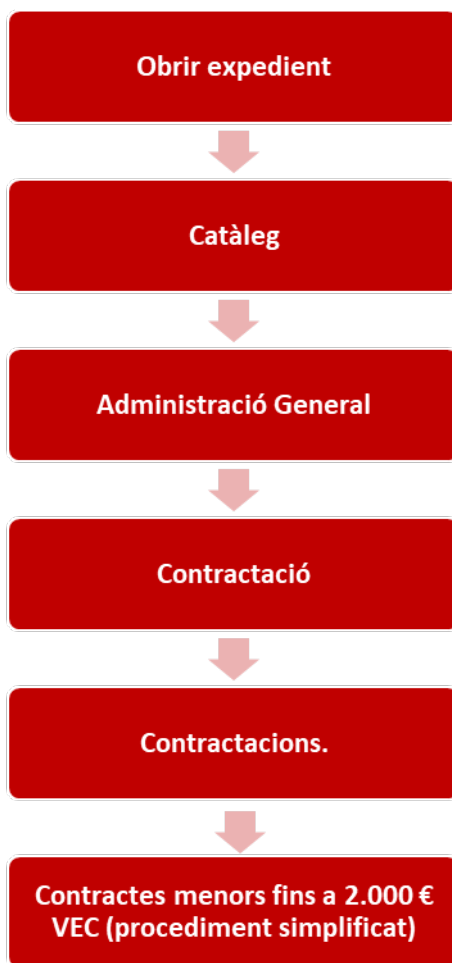 Obrir expedient
Catàleg
Administració General
Contractació
Contractacions.
Contractes menors fins a 2.000 €
VEC (procediment simplificat)